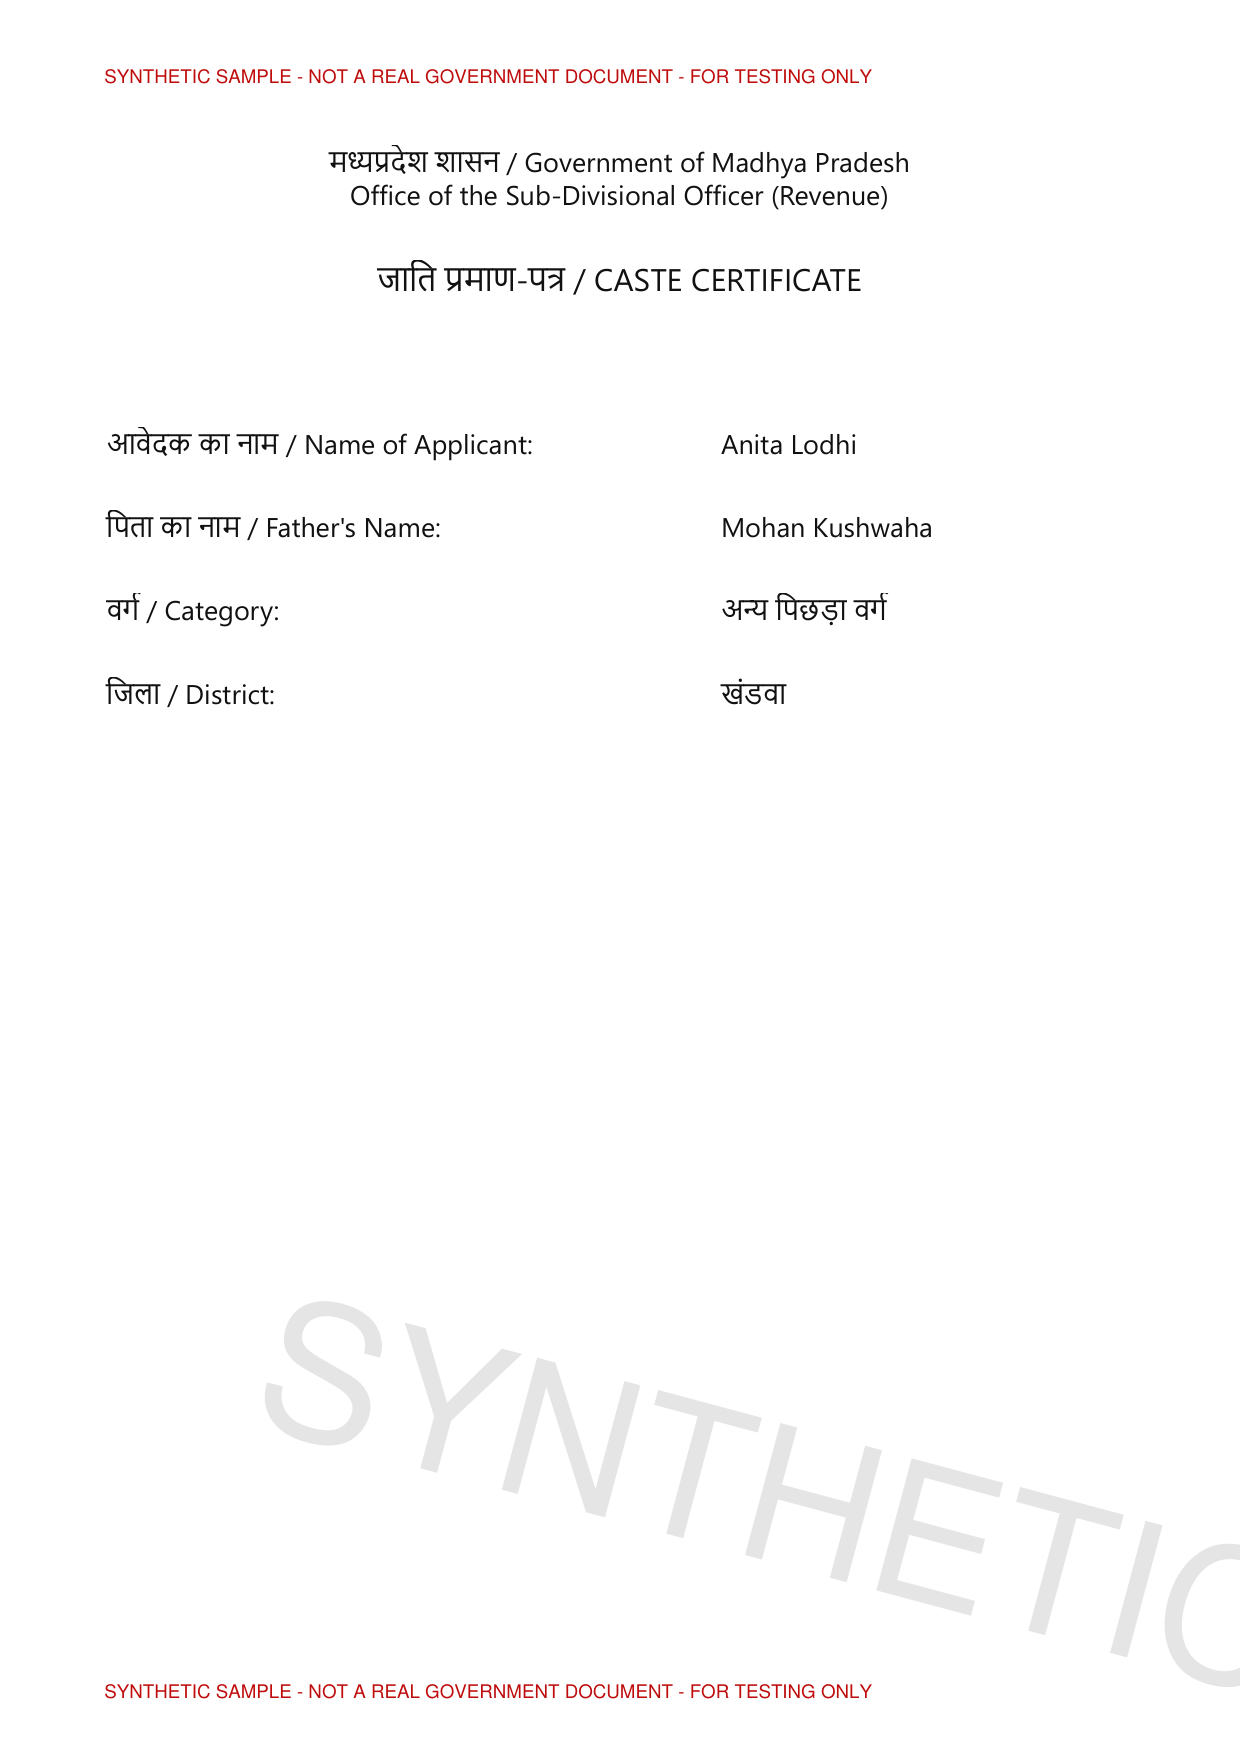 SYNTHETIC SAMPLE - NOT A REAL GOVERNMENT DOCUMENT - FOR TESTING ONLY
मध्यप्रदेश शासन / Government of Madhya Pradesh
Office of the Sub-Divisional Officer (Revenue)
जाति प्रमाण-पत्र / CASTE CERTIFICATE
आवेदक का नाम / Name of Applicant: Anita Lodhi
पिता का नाम / Father's Name: Mohan Kushwaha
वर्ग / Category: अन्य पिछड़ा वर्ग
जिला / District: खंडवा
SYNTHETIC
SYNTHETIC SAMPLE - NOT A REAL GOVERNMENT DOCUMENT - FOR TESTING ONLY